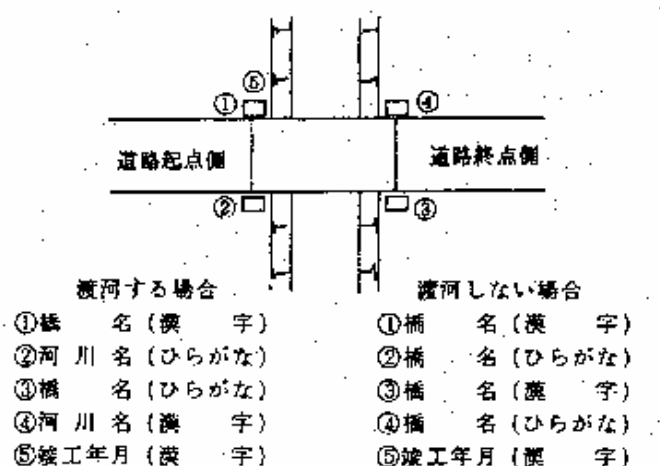 ⑤
① ④
道路起点側 道路終点側
② ③
渡河する場合 渡河しない場合
①橋 名 (漢 字) ①橋 名 (漢 字)
②河 川 名 (ひらがな) ②橋 名 (ひらがな)
③橋 名 (ひらがな) ③橋 名 (漢 字)
④河 川 名 (漢 字) ④橋 名 (ひらがな)
⑤竣工年月 (漢 字) ⑤竣工年月 (漢 字)